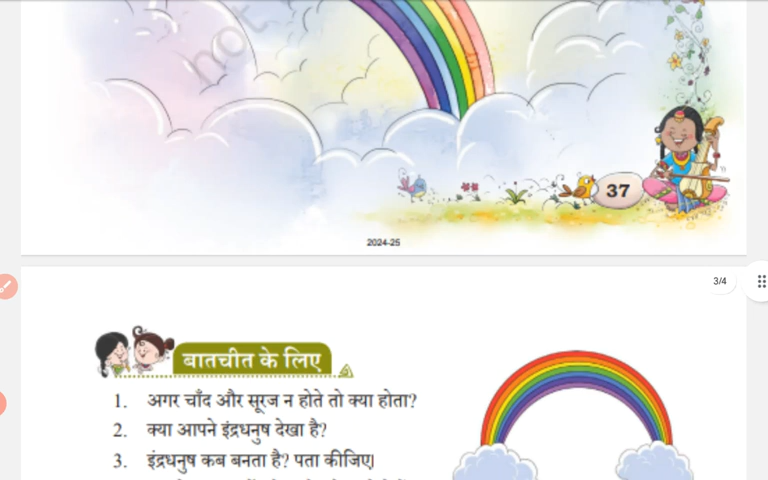 37
2024-25
3/4
बातचीत के लिए
1. अगर चाँद और सूरज न होते तो क्या होता?
2. क्या आपने इंद्रधनुष देखा है?
3. इंद्रधनुष कब बनता है? पता कीजिए।